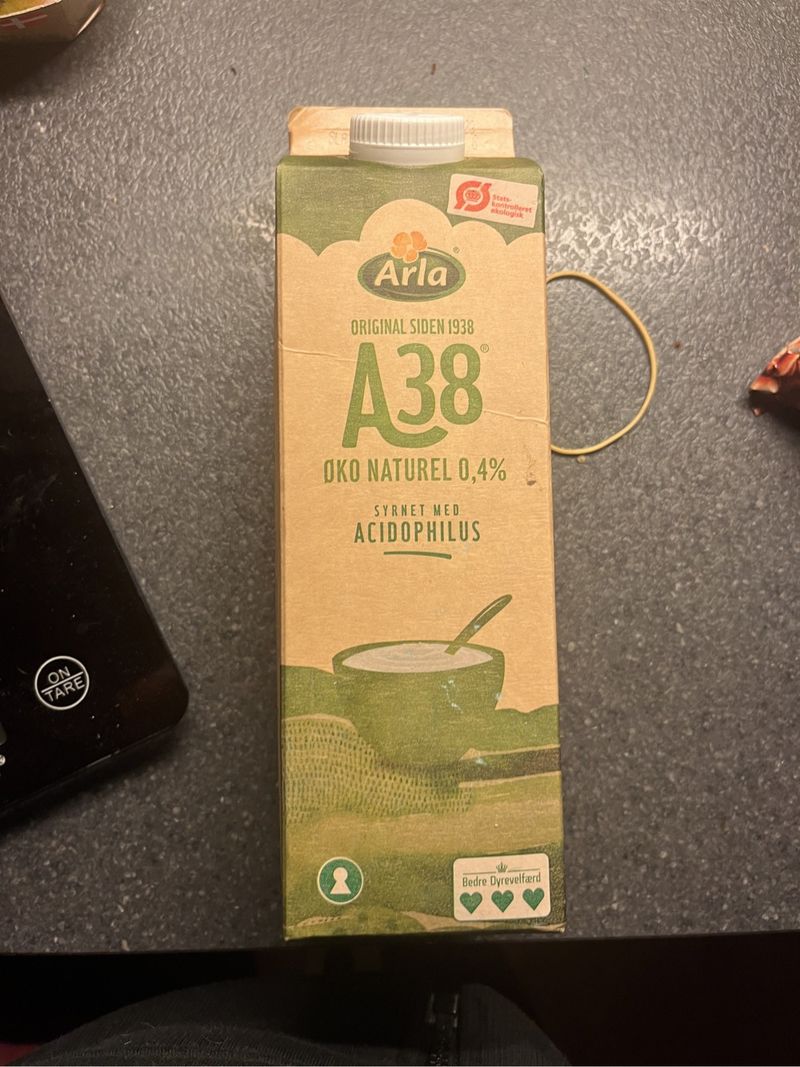 Stats-
kontrolleret
økologisk
Arla®
ORIGINAL SIDEN 1938
A38®
ØKO NATUREL 0,4%
SYRNET MED
ACIDOPHILUS
ON
TARE
Bedre Dyrevelfærd